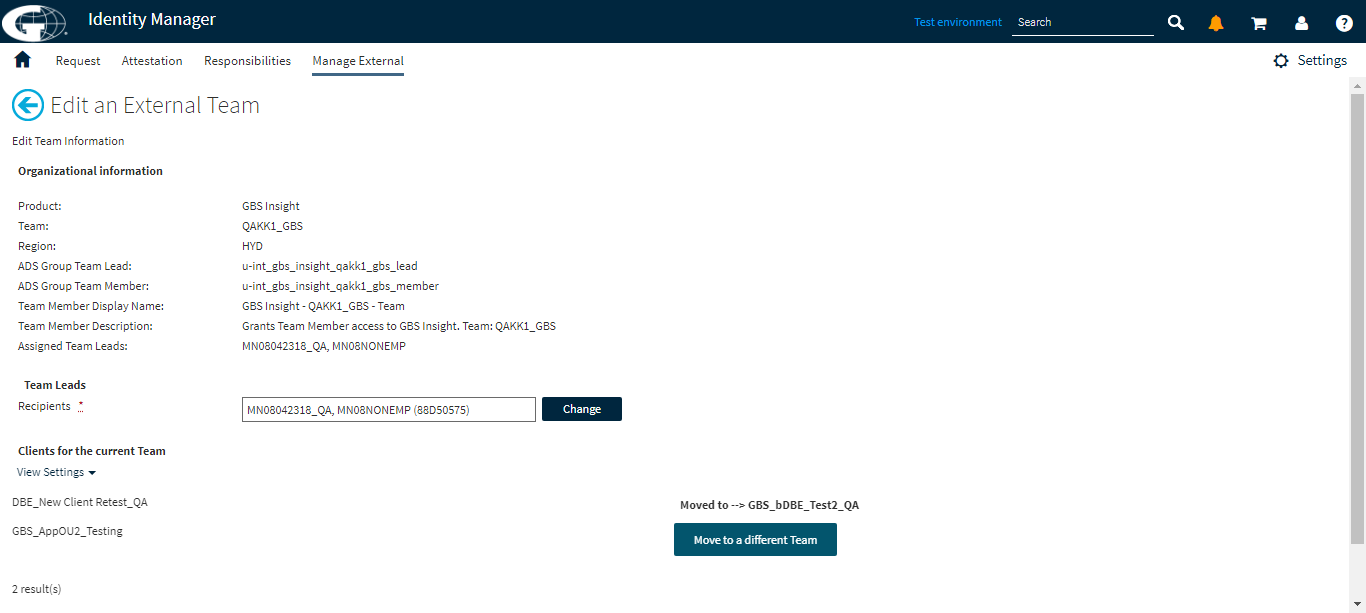 Identity Manager
Test environment
Search
Request Attestation Responsibilities Manage External
Settings
Edit an External Team
Edit Team Information
Organizational information
Product: GBS Insight
Team: QAKK1_GBS
Region: HYD
ADS Group Team Lead: u-int_gbs_insight_qakk1_gbs_lead
ADS Group Team Member: u-int_gbs_insight_qakk1_gbs_member
Team Member Display Name: GBS Insight - QAKK1_GBS - Team
Team Member Description: Grants Team Member access to GBS Insight. Team: QAKK1_GBS
Assigned Team Leads: MN08042318_QA, MN08NONEMP
Team Leads
Recipients * MN08042318_QA, MN08NONEMP (88D50575) Change
Clients for the current Team
View Settings
DBE_New Client Retest_QA Moved to --> GBS_bDBE_Test2_QA
GBS_AppOU2_Testing Move to a different Team
2 result(s)